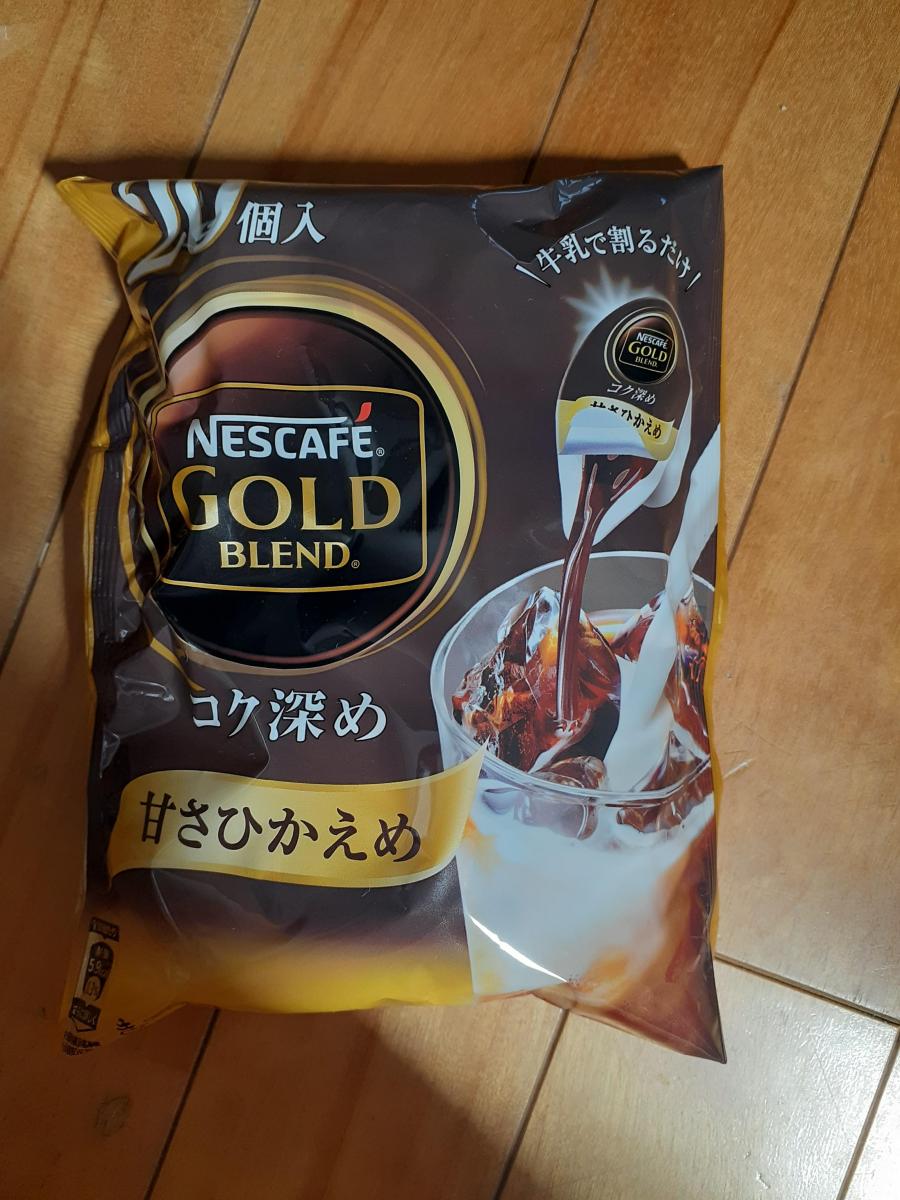 個入
\牛乳で割るだけ/
NESCAFÉ®
GOLD
BLEND®
コク深め
甘さひかえめ
NESCAFÉ
GOLD
BLEND
コク深め
甘さひかえめ